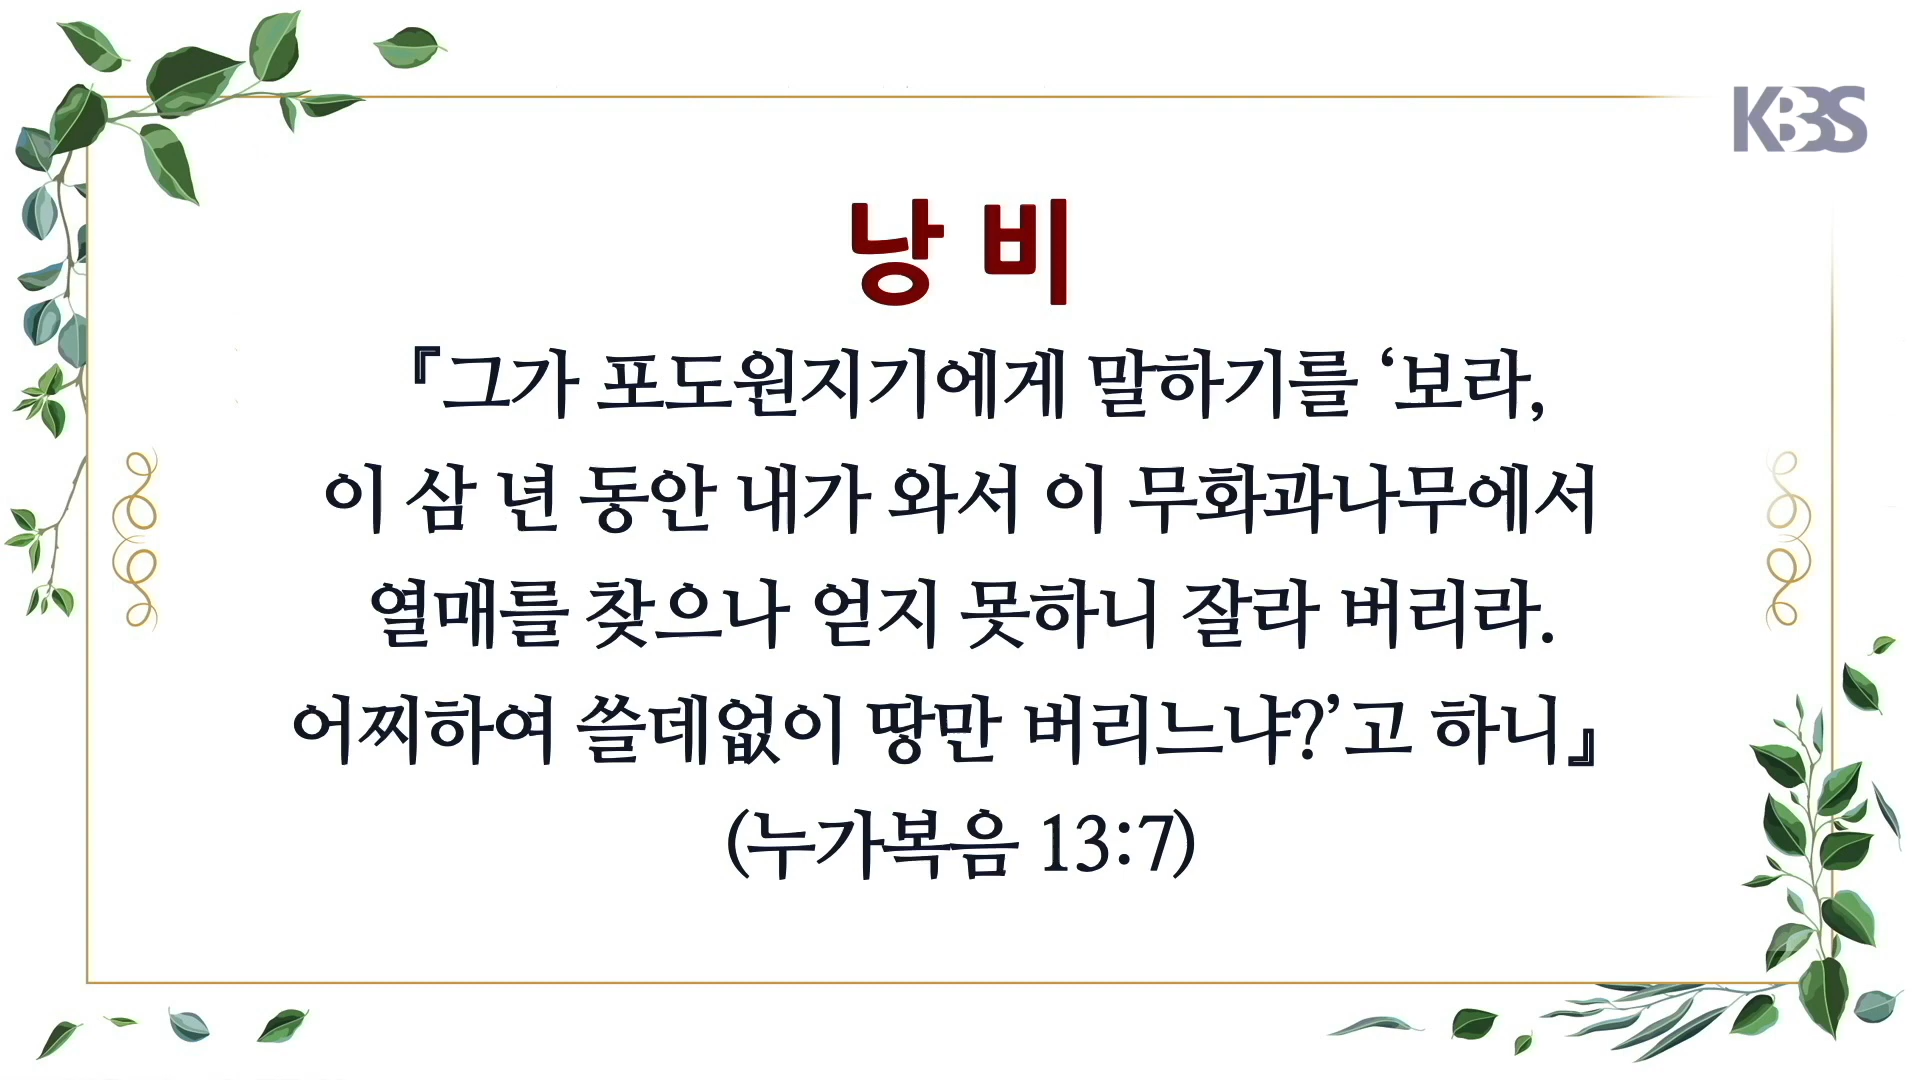 KBBS
낭 비
『그가 포도원지기에게 말하기를 ‘보라,
이 삼 년 동안 내가 와서 이 무화과나무에서
열매를 찾으나 얻지 못하니 잘라 버리라.
어찌하여 쓸데없이 땅만 버리느냐?’고 하니』
(누가복음 13:7)